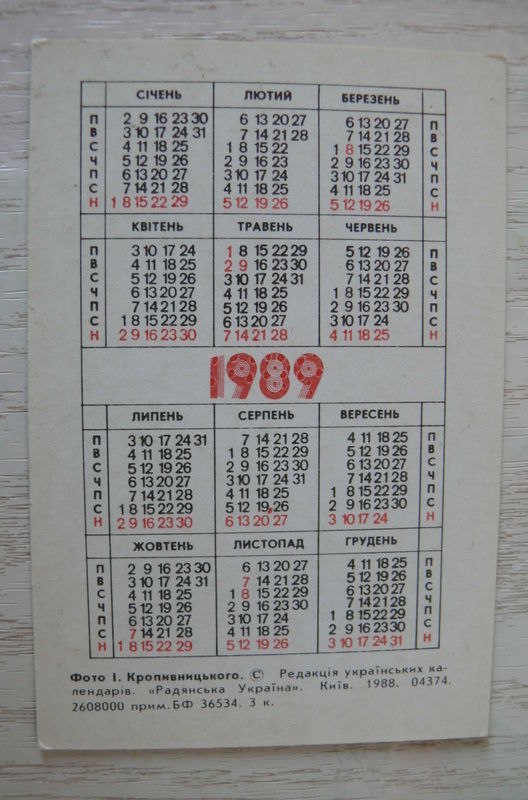 СІЧЕНЬ ЛЮТИЙ БЕРЕЗЕНЬ
П 2 9 16 23 30 6 13 20 27 6 13 20 27 П
В 3 10 17 24 31 7 14 21 28 7 14 21 28 В
С 4 11 18 25 1 8 15 22 1 8 15 22 29 С
Ч 5 12 19 26 2 9 16 23 2 9 16 23 30 Ч
П 6 13 20 27 3 10 17 24 3 10 17 24 31 П
С 7 14 21 28 4 11 18 25 4 11 18 25 С
Н 1 8 15 22 29 5 12 19 26 5 12 19 26 Н
КВІТЕНЬ ТРАВЕНЬ ЧЕРВЕНЬ
П 3 10 17 24 1 8 15 22 29 5 12 19 26 П
В 4 11 18 25 2 9 16 23 30 6 13 20 27 В
С 5 12 19 26 3 10 17 24 31 7 14 21 28 С
Ч 6 13 20 27 4 11 18 25 1 8 15 22 29 Ч
П 7 14 21 28 5 12 19 26 2 9 16 23 30 П
С 1 8 15 22 29 6 13 20 27 3 10 17 24 С
Н 2 9 16 23 30 7 14 21 28 4 11 18 25 Н
1989
ЛИПЕНЬ СЕРПЕНЬ ВЕРЕСЕНЬ
П 3 10 17 24 31 7 14 21 28 4 11 18 25 П
В 4 11 18 25 1 8 15 22 29 5 12 19 26 В
С 5 12 19 26 2 9 16 23 30 6 13 20 27 С
Ч 6 13 20 27 3 10 17 24 31 7 14 21 28 Ч
П 7 14 21 28 4 11 18 25 1 8 15 22 29 П
С 1 8 15 22 29 5 12 19 26 2 9 16 23 30 С
Н 2 9 16 23 30 6 13 20 27 3 10 17 24 Н
ЖОВТЕНЬ ЛИСТОПАД ГРУДЕНЬ
П 2 9 16 23 30 6 13 20 27 4 11 18 25 П
В 3 10 17 24 31 7 14 21 28 5 12 19 26 В
С 4 11 18 25 1 8 15 22 29 6 13 20 27 С
Ч 5 12 19 26 2 9 16 23 30 7 14 21 28 Ч
П 6 13 20 27 3 10 17 24 1 8 15 22 29 П
С 7 14 21 28 4 11 18 25 2 9 16 23 30 С
Н 1 8 15 22 29 5 12 19 26 3 10 17 24 31 Н
Фото І. Кропивницького. © Редакція українських ка-
лендарів. «Радянська Україна». Київ. 1988. 04374.
2608000 прим. БФ 36534. 3 к.